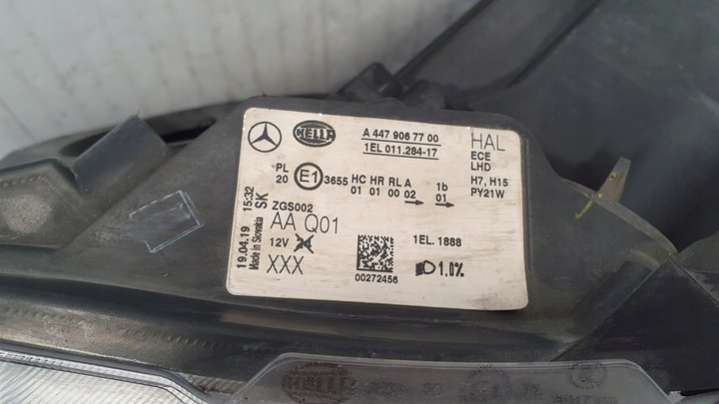 HELLA
A 447 906 77 00
1EL 011.284-17
HAL
ECE
LHD
H7, H15
PY21W
PL
20
E1
3655
HC HR RL A
01 01 00 02
1b
01
ZGS002
AA Q01
12V
XXX
19.04.19 15:32
Made in Slovakia SK
00272456
1EL. 1888
1.0%
HELLA